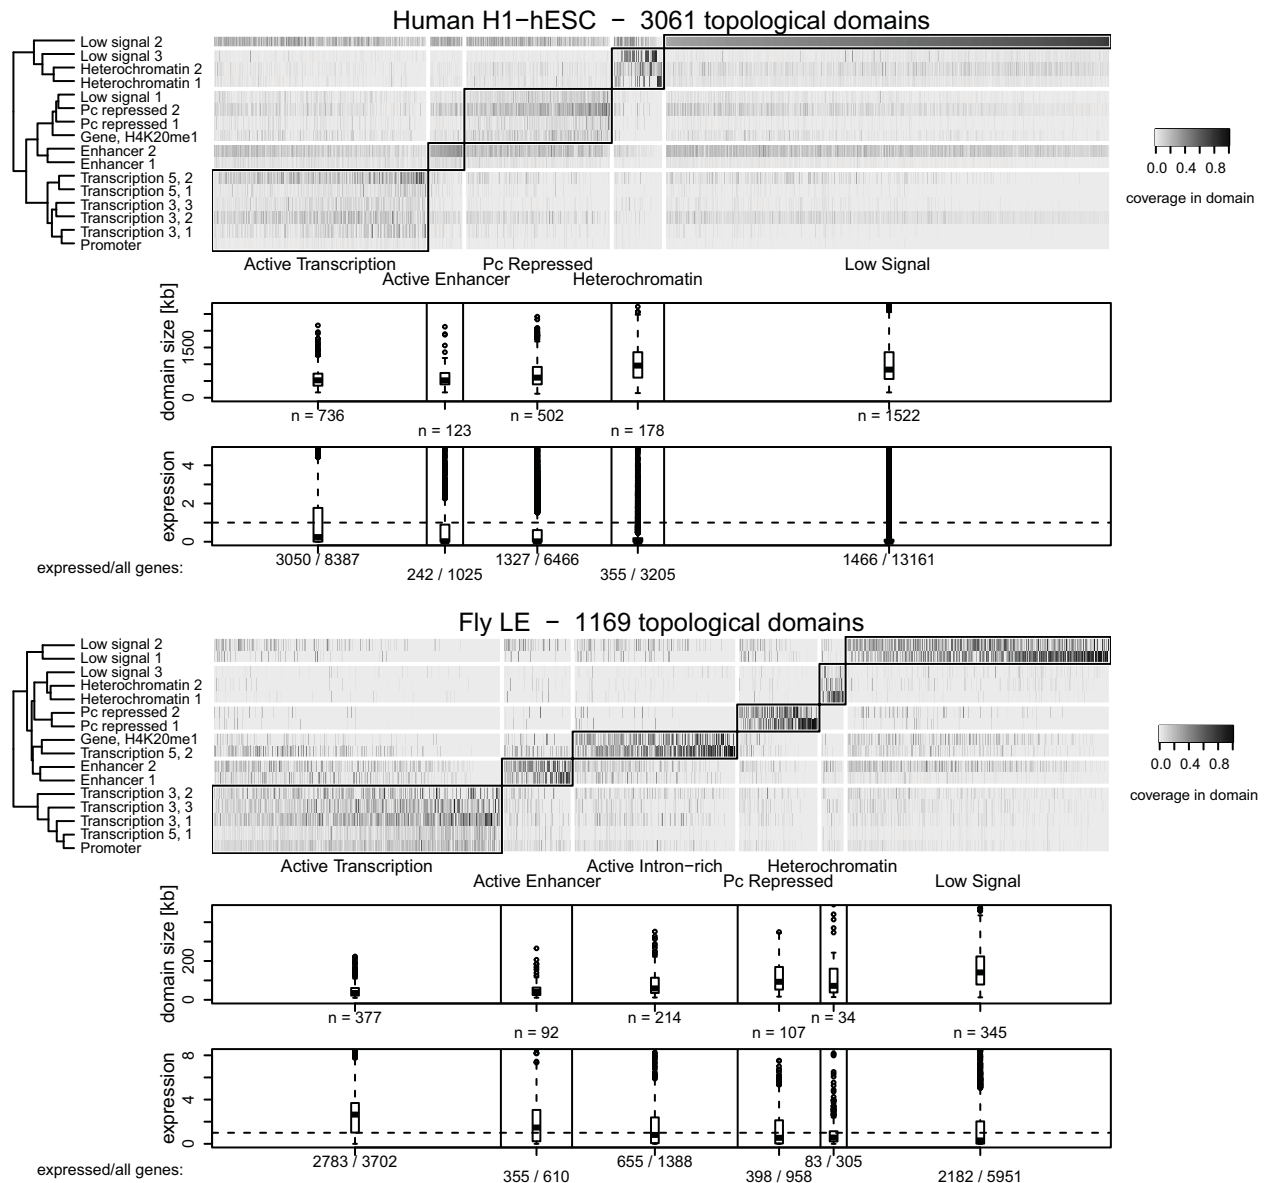 Human H1−hESC − 3061 topological domains
Low signal 2
Low signal 3
Heterochromatin 2
Heterochromatin 1
Low signal 1
Pc repressed 2
Pc repressed 1
Gene, H4K20me1
Enhancer 2
Enhancer 1
Transcription 5, 2
Transcription 5, 1
Transcription 3, 3
Transcription 3, 2
Transcription 3, 1
Promoter
0.0 0.4 0.8
coverage in domain
Active Transcription Pc Repressed Low Signal
Active Enhancer Heterochromatin
domain size [kb]
1500
0
n = 736 n = 502 n = 1522
n = 123 n = 178
expression
4
2
0
expressed/all genes:
3050 / 8387 1327 / 6466 1466 / 13161
242 / 1025 355 / 3205
Fly LE − 1169 topological domains
Low signal 2
Low signal 1
Low signal 3
Heterochromatin 2
Heterochromatin 1
Pc repressed 2
Pc repressed 1
Gene, H4K20me1
Transcription 5, 2
Enhancer 2
Enhancer 1
Transcription 3, 2
Transcription 3, 3
Transcription 3, 1
Transcription 5, 1
Promoter
0.0 0.4 0.8
coverage in domain
Active Transcription Active Intron−rich Heterochromatin
Active Enhancer Pc Repressed Low Signal
domain size [kb]
200
0
n = 377 n = 214 n = 34
n = 92 n = 107 n = 345
expression
8
4
0
expressed/all genes:
2783 / 3702 655 / 1388 83 / 305
355 / 610 398 / 958 2182 / 5951